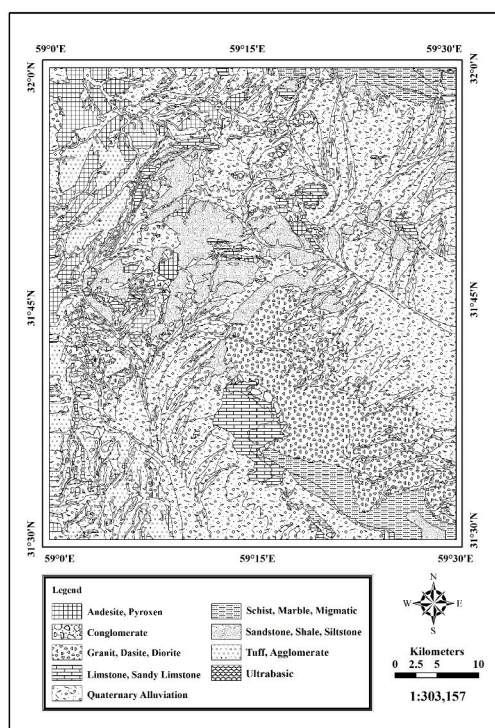 59°0'E 59°15'E 59°30'E
32°0'N 32°0'N
31°45'N 31°45'N
31°30'N 31°30'N
59°0'E 59°15'E 59°30'E
Legend
Andesite, Pyroxen
Conglomerate
Granit, Dasite, Diorite
Limstone, Sandy Limstone
Quaternary Alluviation
Schist, Marble, Migmatic
Sandstone, Shale, Siltstone
Tuff, Agglomerate
Ultrabasic
N
W E
S
Kilometers
0 2.5 5 10
1:303,157